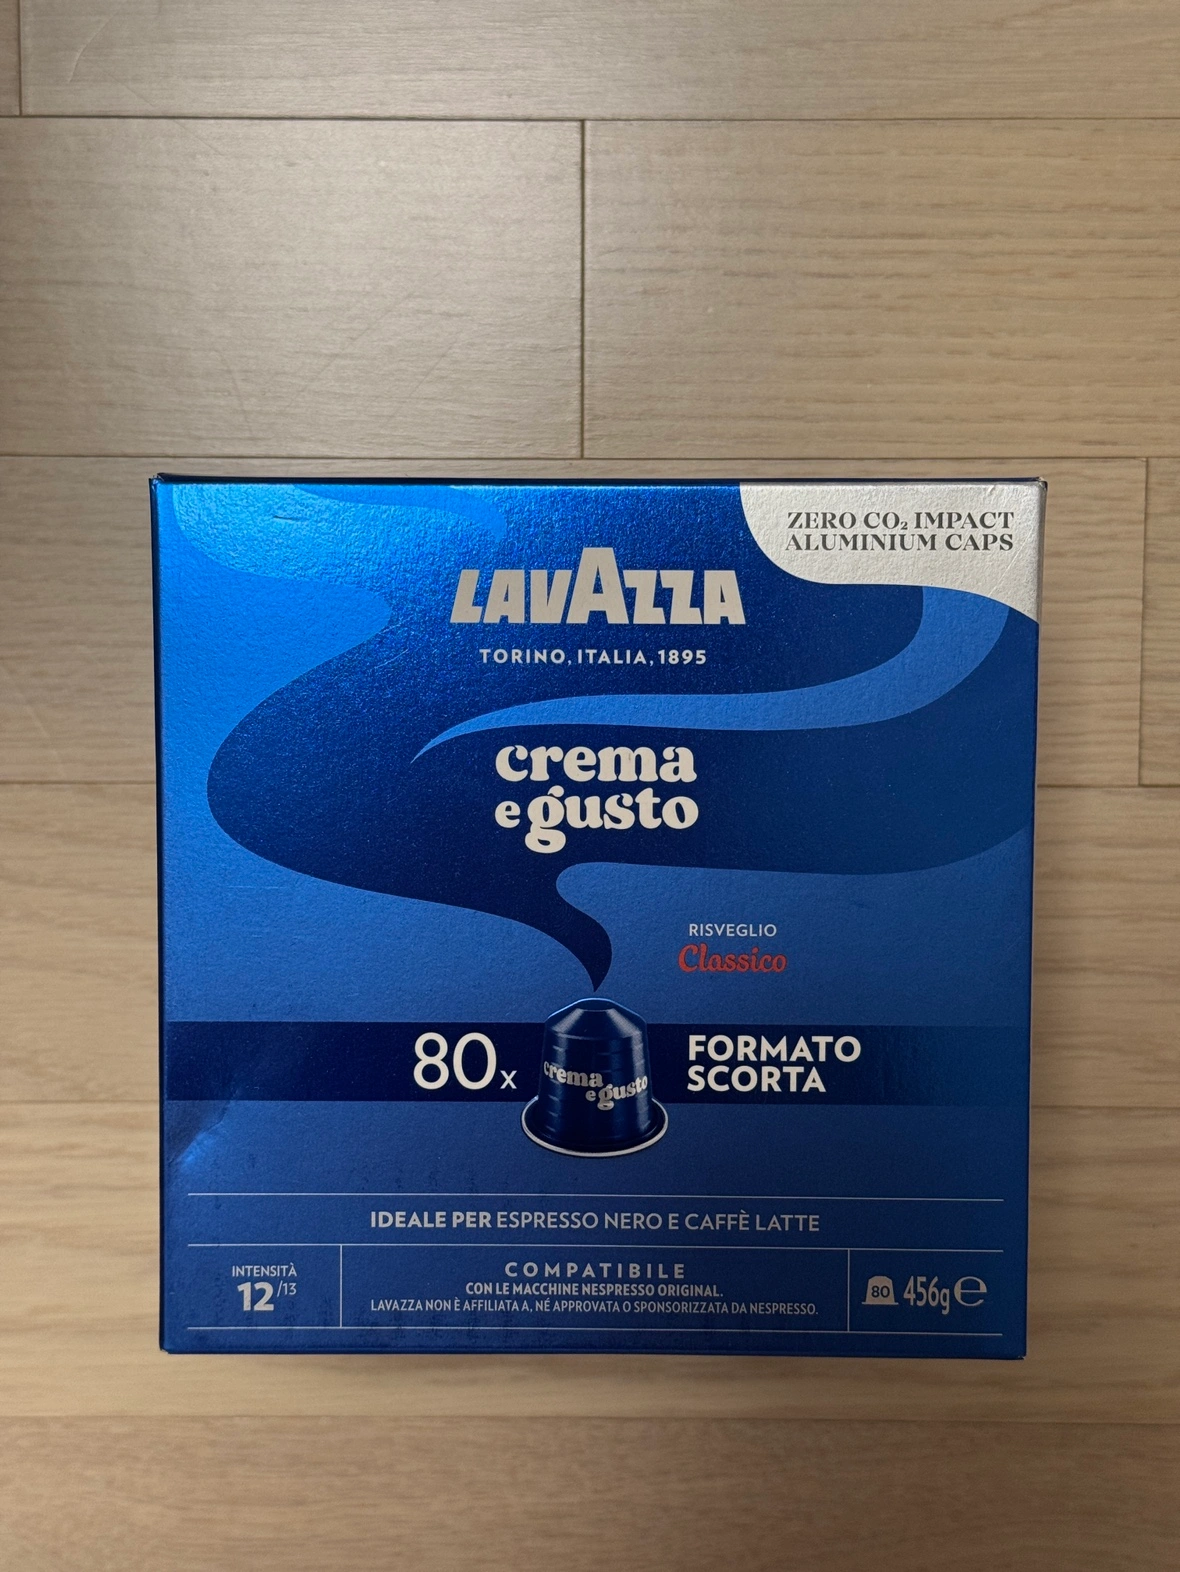 ZERO CO₂ IMPACT
ALUMINIUM CAPS
LAVAZZA
TORINO, ITALIA, 1895
crema
e gusto
RISVEGLIO
Classico
80x
crema
e gusto
FORMATO
SCORTA
IDEALE PER ESPRESSO NERO E CAFFÈ LATTE
INTENSITÀ
12/13
COMPATIBILE
CON LE MACCHINE NESPRESSO ORIGINAL.
LAVAZZA NON È AFFILIATA A, NÉ APPROVATA O SPONSORIZZATA DA NESPRESSO.
80 456g ℮